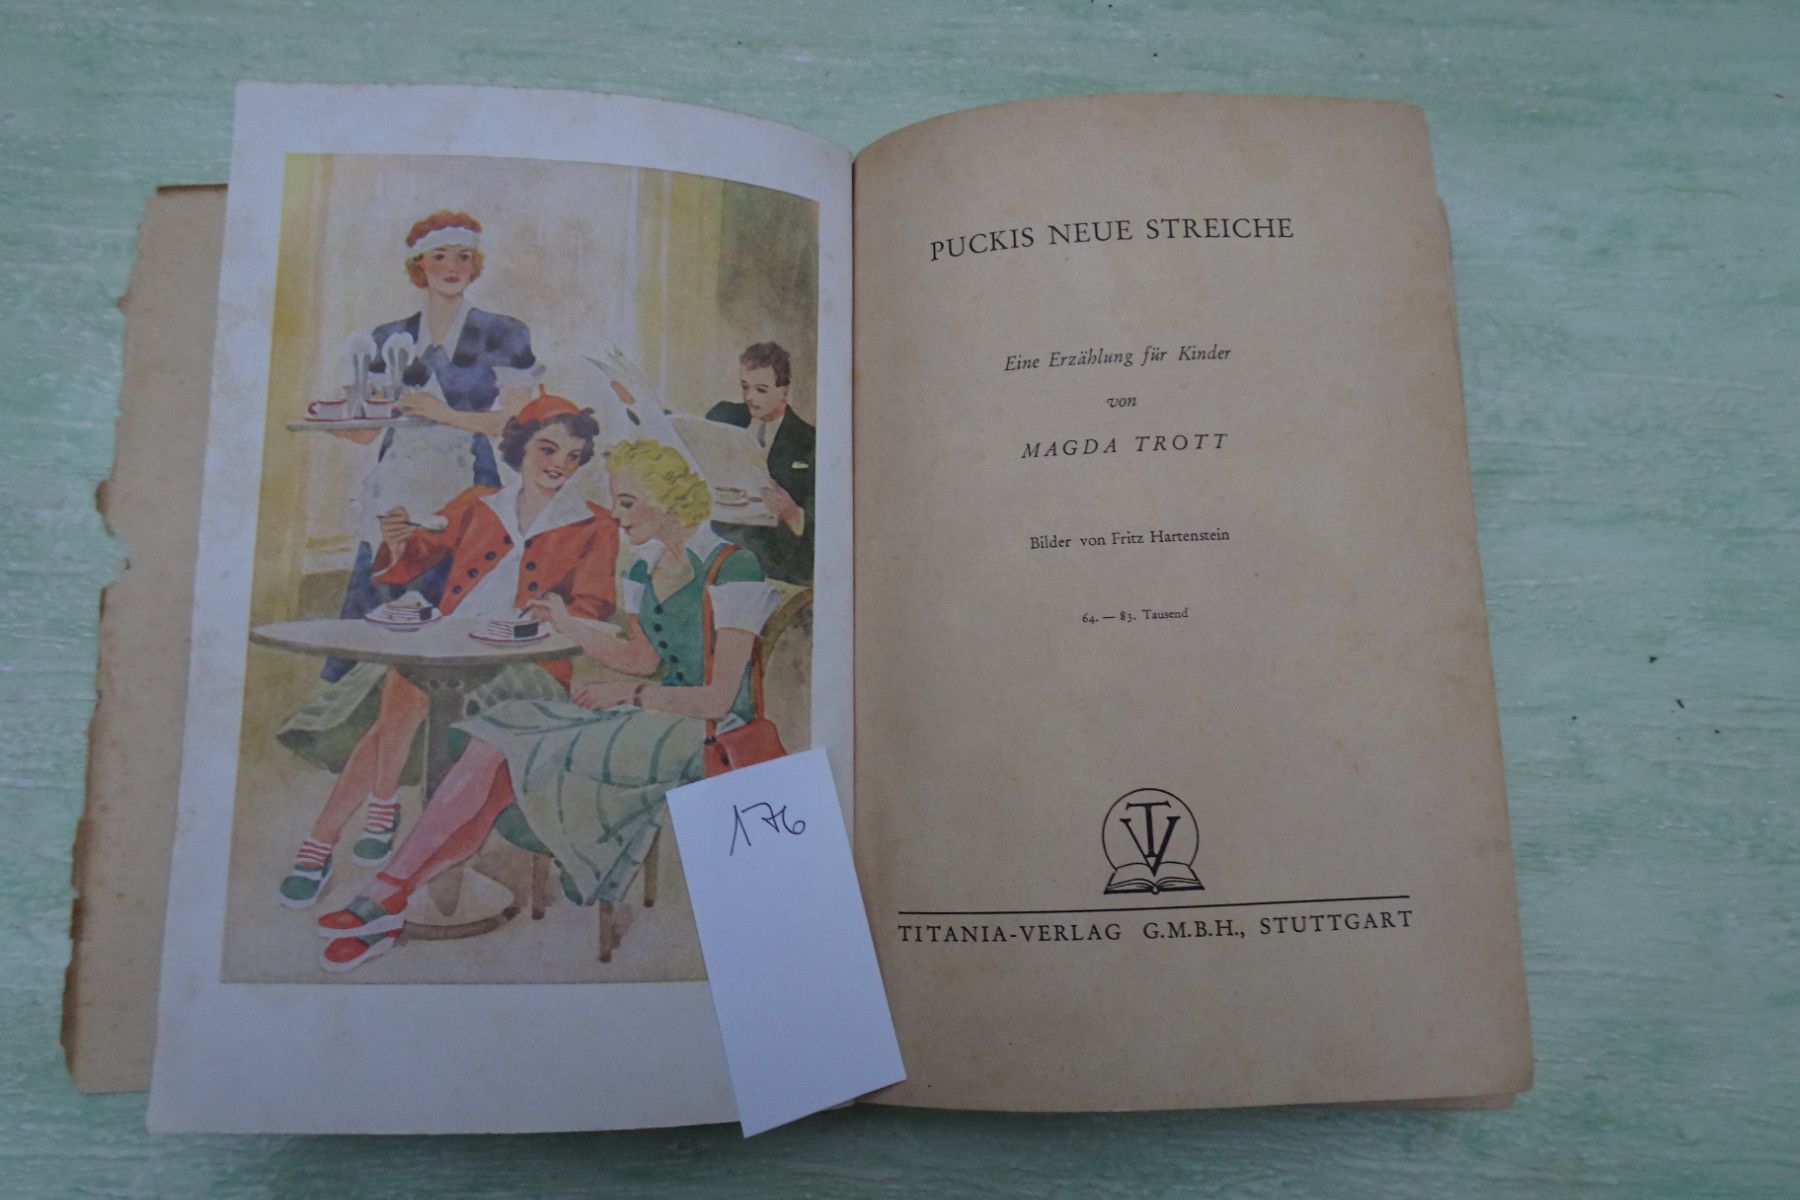 PUCKIS NEUE STREICHE
Eine Erzählung für Kinder
von
MAGDA TROTT
Bilder von Fritz Hartenstein
64. — 83. Tausend
TV
TITANIA-VERLAG G.M.B.H., STUTTGART
176